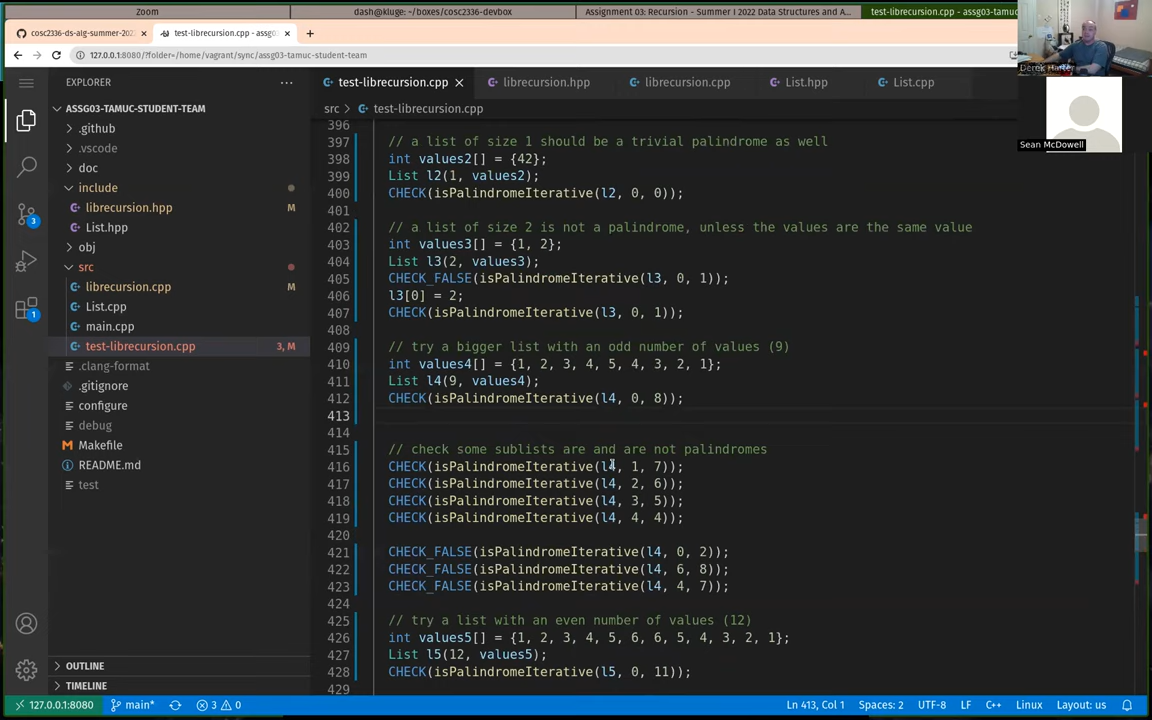 Zoom
dash@kluge: ~/boxes/cosc2336-devbox
Assignment 03: Recursion - Summer I 2022 Data Structures and A...
test-librecursion.cpp - assg03-tamuc
cosc2336-ds-alg-summer-202
test-librecursion.cpp - assg0
127.0.0.1:8080/?folder=/home/vagrant/sync/assg03-tamuc-student-team
Derek Harter
Sean McDowell
EXPLORER
ASSG03-TAMUC-STUDENT-TEAM
.github
.vscode
doc
include
librecursion.hpp M
List.hpp
obj
src
librecursion.cpp M
List.cpp
main.cpp
test-librecursion.cpp 3, M
.clang-format
.gitignore
configure
debug
Makefile
README.md
test
OUTLINE
TIMELINE
3
1
test-librecursion.cpp
librecursion.hpp
librecursion.cpp
List.hpp
List.cpp
src > test-librecursion.cpp
396
397 // a list of size 1 should be a trivial palindrome as well
398 int values2[] = {42};
399 List l2(1, values2);
400 CHECK(isPalindromeIterative(l2, 0, 0));
401
402 // a list of size 2 is not a palindrome, unless the values are the same value
403 int values3[] = {1, 2};
404 List l3(2, values3);
405 CHECK_FALSE(isPalindromeIterative(l3, 0, 1));
406 l3[0] = 2;
407 CHECK(isPalindromeIterative(l3, 0, 1));
408
409 // try a bigger list with an odd number of values (9)
410 int values4[] = {1, 2, 3, 4, 5, 4, 3, 2, 1};
411 List l4(9, values4);
412 CHECK(isPalindromeIterative(l4, 0, 8));
413
414
415 // check some sublists are and are not palindromes
416 CHECK(isPalindromeIterative(l4, 1, 7));
417 CHECK(isPalindromeIterative(l4, 2, 6));
418 CHECK(isPalindromeIterative(l4, 3, 5));
419 CHECK(isPalindromeIterative(l4, 4, 4));
420
421 CHECK_FALSE(isPalindromeIterative(l4, 0, 2));
422 CHECK_FALSE(isPalindromeIterative(l4, 6, 8));
423 CHECK_FALSE(isPalindromeIterative(l4, 4, 7));
424
425 // try a list with an even number of values (12)
426 int values5[] = {1, 2, 3, 4, 5, 6, 6, 5, 4, 3, 2, 1};
427 List l5(12, values5);
428 CHECK(isPalindromeIterative(l5, 0, 11));
429
127.0.0.1:8080 main* 3 0 Ln 413, Col 1 Spaces: 2 UTF-8 LF C++ Linux Layout: us